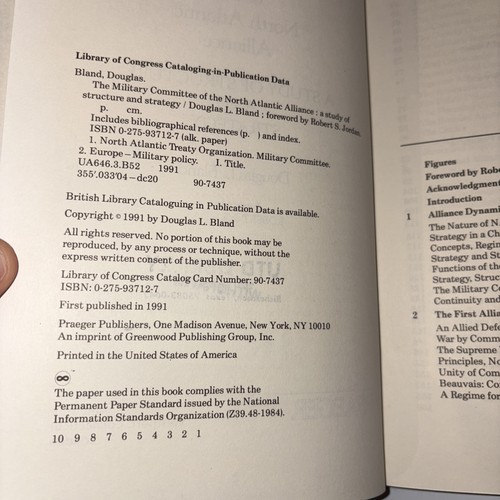 Library of Congress Cataloging-in-Publication Data
Bland, Douglas.
The Military Committee of the North Atlantic Alliance : a study of
structure and strategy / Douglas L. Bland ; foreword by Robert S. Jordan
p. cm.
Includes bibliographical references (p. ) and index.
ISBN 0-275-93712-7 (alk. paper)
1. North Atlantic Treaty Organization. Military Committee.
2. Europe—Military policy. I. Title.
UA646.3.B52 1991
355'.033'04—dc20 90-7437
British Library Cataloguing in Publication Data is available.
Copyright © 1991 by Douglas L. Bland
All rights reserved. No portion of this book may be
reproduced, by any process or technique, without the
express written consent of the publisher.
Library of Congress Catalog Card Number: 90-7437
ISBN: 0-275-93712-7
First published in 1991
Praeger Publishers, One Madison Avenue, New York, NY 10010
An imprint of Greenwood Publishing Group, Inc.
Printed in the United States of America
The paper used in this book complies with the
Permanent Paper Standard issued by the National
Information Standards Organization (Z39.48-1984).
10 9 8 7 6 5 4 3 2 1
Figures
Foreword by Rob
Acknowledgment
Introduction
1 Alliance Dynami
The Nature of N
Strategy in a Ch
Concepts, Regin
Strategy and St
Functions of the
Strategy, Struc
The Military Co
Continuity and
2 The First Allia
An Allied Defe
War by Comm
The Supreme
Principles, No
Unity of Com
Beauvais: Co
A Regime for